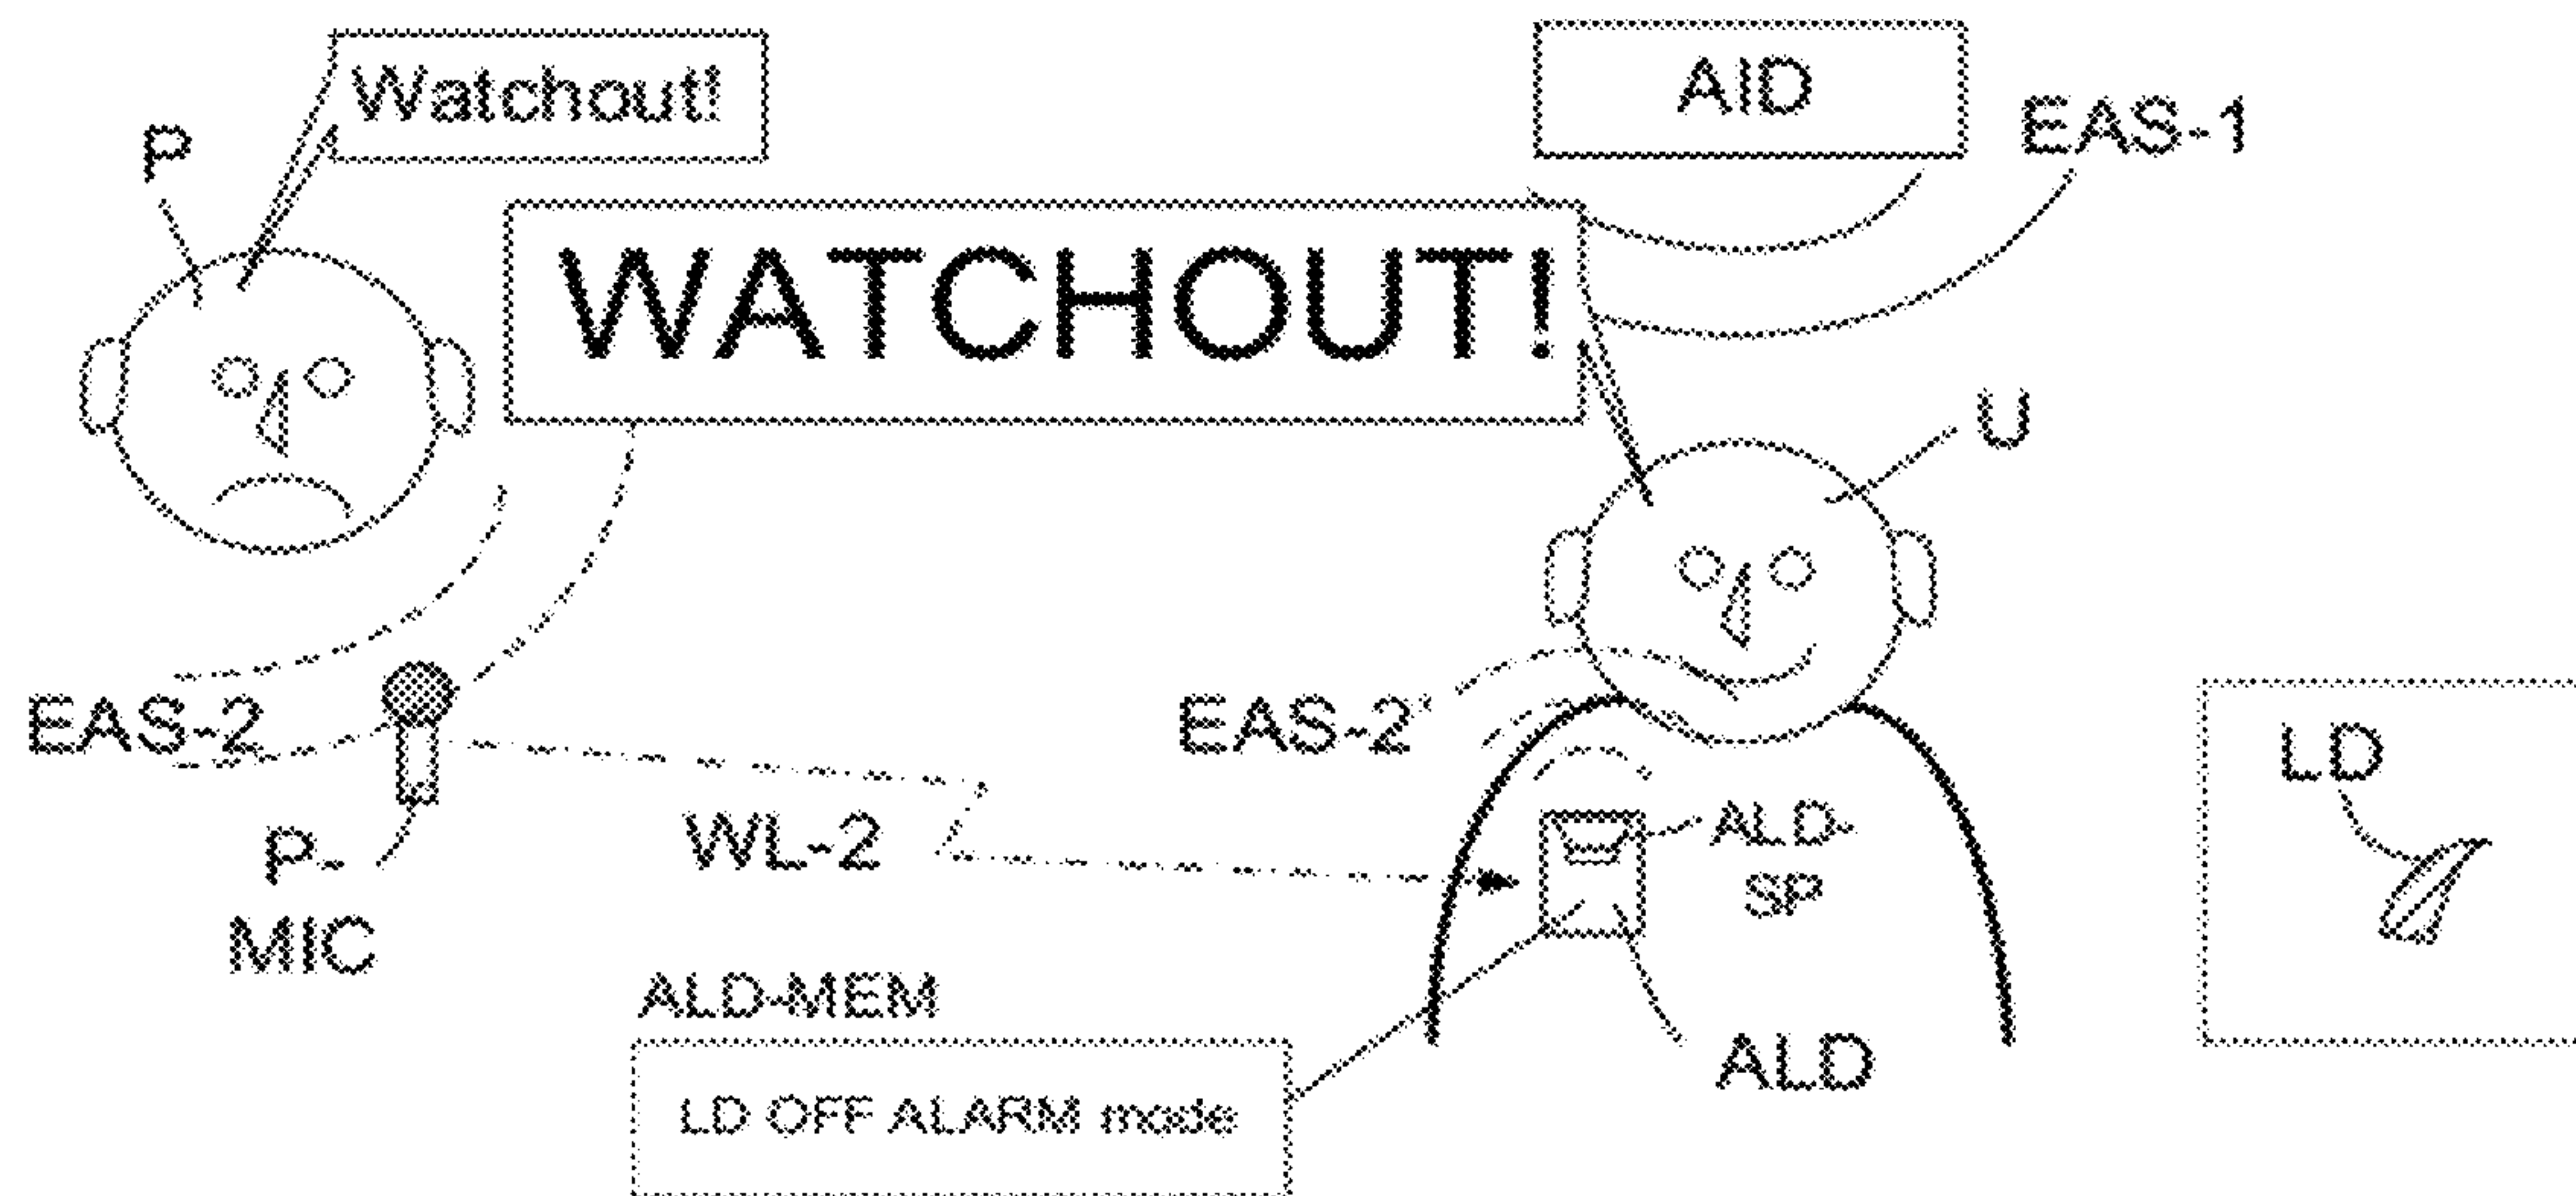 Watchout!
AID
EAS-1
P
WATCHOUT!
U
EAS-2
EAS-2'
LD
P-
MIC
WL-2
ALD-
SP
ALD-MEM
ALD
LD OFF ALARM mode